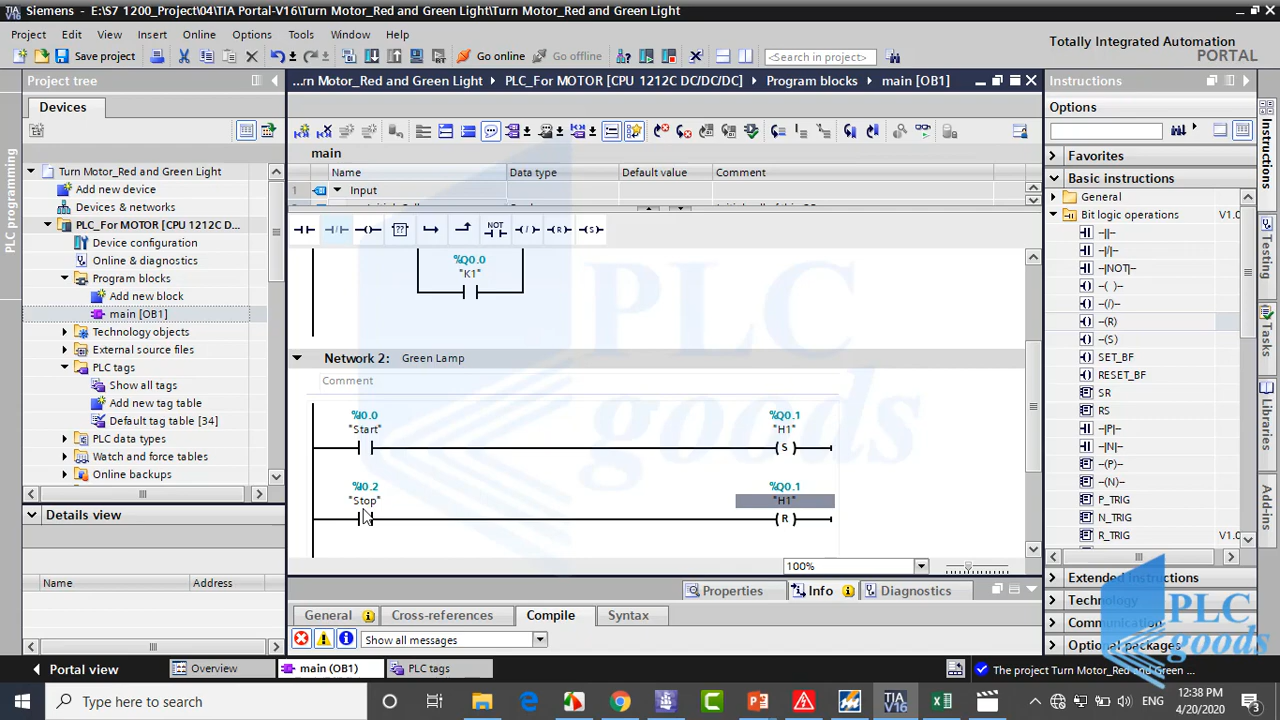 Siemens - E:\S7 1200_Project\04\TIA Portal-V16\Turn Motor_Red and Green Light\Turn Motor_Red and Green Light
Project Edit View Insert Online Options Tools Window Help
Save project Go online Go offline <Search in project>
Totally Integrated Automation
PORTAL
Project tree
Devices
Turn Motor_Red and Green Light
Add new device
Devices & networks
PLC_For MOTOR [CPU 1212C D...
Device configuration
Online & diagnostics
Program blocks
Add new block
main [OB1]
Technology objects
External source files
PLC tags
Show all tags
Add new tag table
Default tag table [34]
PLC data types
Watch and force tables
Online backups
Details view
Name Address
PLC programming
...rn Motor_Red and Green Light PLC_For MOTOR [CPU 1212C DC/DC/DC] Program blocks main [OB1]
main
Name Data type Default value Comment
1 Input
%Q0.0
"K1"
Network 2: Green Lamp
Comment
%I0.0
"Start"
%Q0.1
"H1"
S
%I0.2
"Stop"
%Q0.1
"H1"
R
100%
Properties Info Diagnostics
General Cross-references Compile Syntax
Show all messages
Instructions
Options
Favorites
Basic instructions
General
Bit logic operations V1.0
-||-
-|/|-
-|NOT|-
-( )-
-(/)-
-(R)
-(S)
SET_BF
RESET_BF
SR
RS
-|P|-
-|N|-
-(P)-
-(N)-
P_TRIG
N_TRIG
R_TRIG
Extended instructions
Technology
Communication
Optional packages
Instructions
Testing
Tasks
Libraries
Add-ins
PLC goods
PLC goods
Portal view Overview main (OB1) PLC tags
The project Turn Motor_Red and Green
Type here to search
TIA V16
ENG
12:38 PM
4/20/2020
3